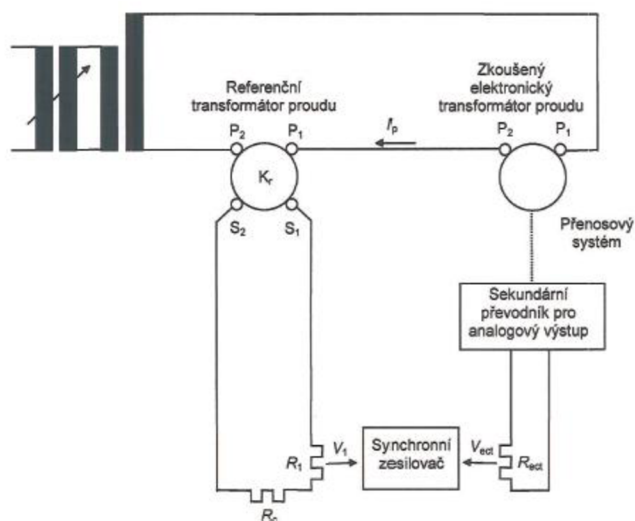 Referenční
transformátor proudu
Zkoušený
elektronický
transformátor proudu
P2 P1
P2 P1
Ip
Kr
S2 S1
Přenosový
systém
Sekundární
převodník pro
analogový výstup
R1
V1
Synchronní
zesilovač
Vect
Rect